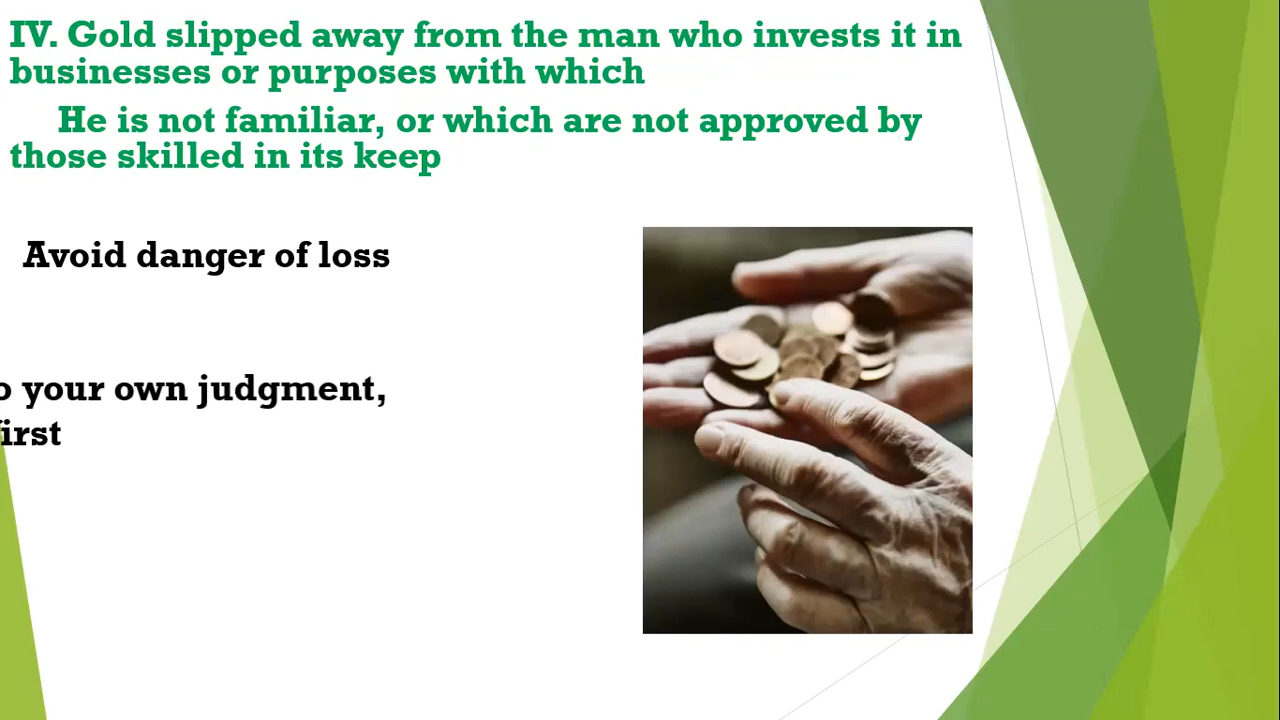 IV. Gold slipped away from the man who invests it in
businesses or purposes with which
He is not familiar, or which are not approved by
those skilled in its keep
Avoid danger of loss
your own judgment,
first